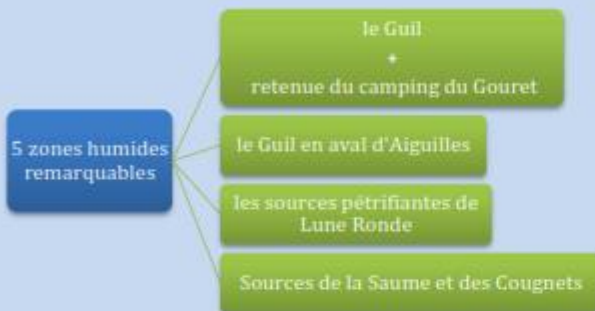 5 zones humides
remarquables
le Guil
+
retenue du camping du Gouret
le Guil en aval d'Aiguilles
les sources pétrifiantes de
Lune Ronde
Sources de la Saume et des Cougnets